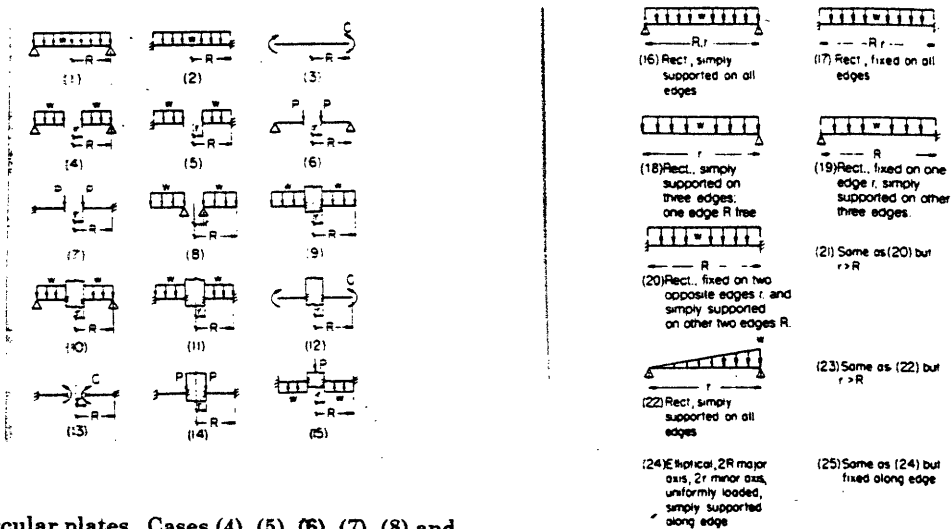 w
R
(1)
w
R
(2)
C
R
(3)
w w
r
R
(4)
w w
r
R
(5)
P P
r
R
(6)
P P
r
R
(7)
w w
r
R
(8)
w w
r
R
(9)
w w
r
R
(10)
w w
r
R
(11)
C
r
R
(12)
C
R
(13)
P P
r
R
(14)
P
w w
r
R
(15)
cular plates. Cases (4), (5), (6), (7), (8) and
w
R,r
(16) Rect, simply
supported on all
edges
w
R,r
(17) Rect, fixed on all
edges
w
r
(18) Rect., simply
supported on
three edges;
one edge R free
w
R
(19) Rect., fixed on one
edge r, simply
supported on other
three edges.
w
R
(20) Rect., fixed on two
opposite edges r, and
simply supported
on other two edges R.
(21) Same as (20) but
r>R
w
r
(22) Rect, simply
supported on all
edges
(23) Same as (22) but
r>R
(24) Elliptical, 2R major
axis, 2r minor axis,
uniformly loaded,
simply supported
along edge
(25) Same as (24) but
fixed along edge